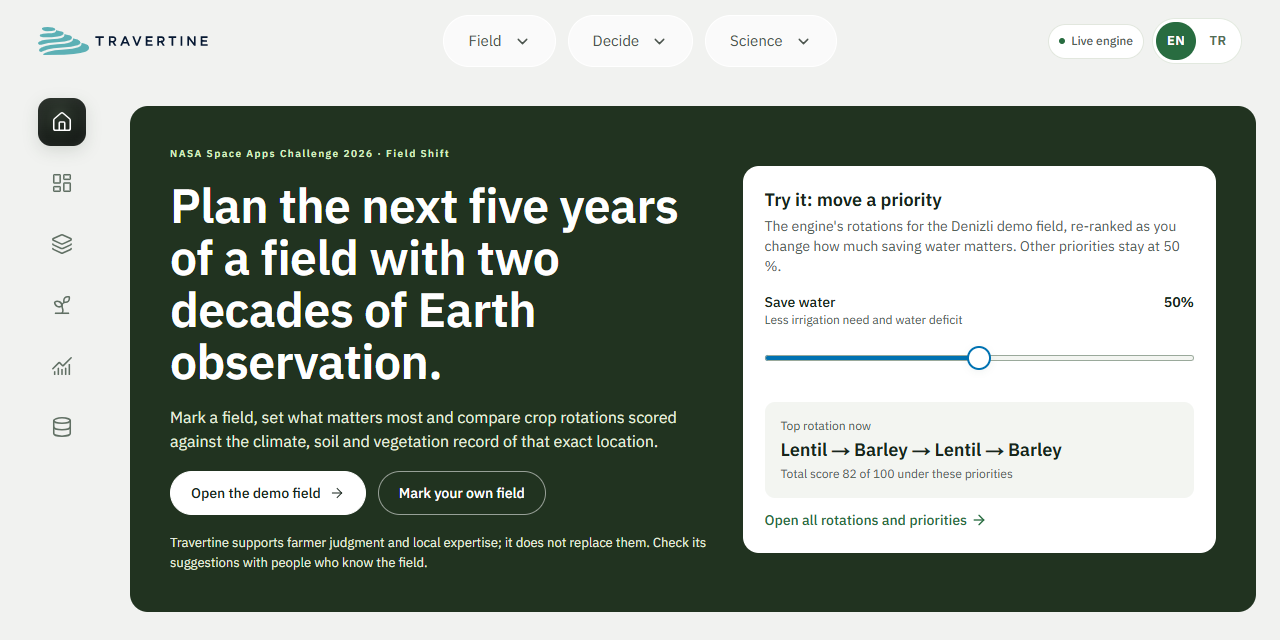 TRAVERTINE
Field
Decide
Science
Live engine
EN
TR
NASA Space Apps Challenge 2026 · Field Shift
Plan the next five years
of a field with two
decades of Earth
observation.
Mark a field, set what matters most and compare crop rotations scored
against the climate, soil and vegetation record of that exact location.
Open the demo field →
Mark your own field
Travertine supports farmer judgment and local expertise; it does not replace them. Check its
suggestions with people who know the field.
Try it: move a priority
The engine's rotations for the Denizli demo field, re-ranked as you
change how much saving water matters. Other priorities stay at 50
%.
Save water
50%
Less irrigation need and water deficit
Top rotation now
Lentil → Barley → Lentil → Barley
Total score 82 of 100 under these priorities
Open all rotations and priorities →